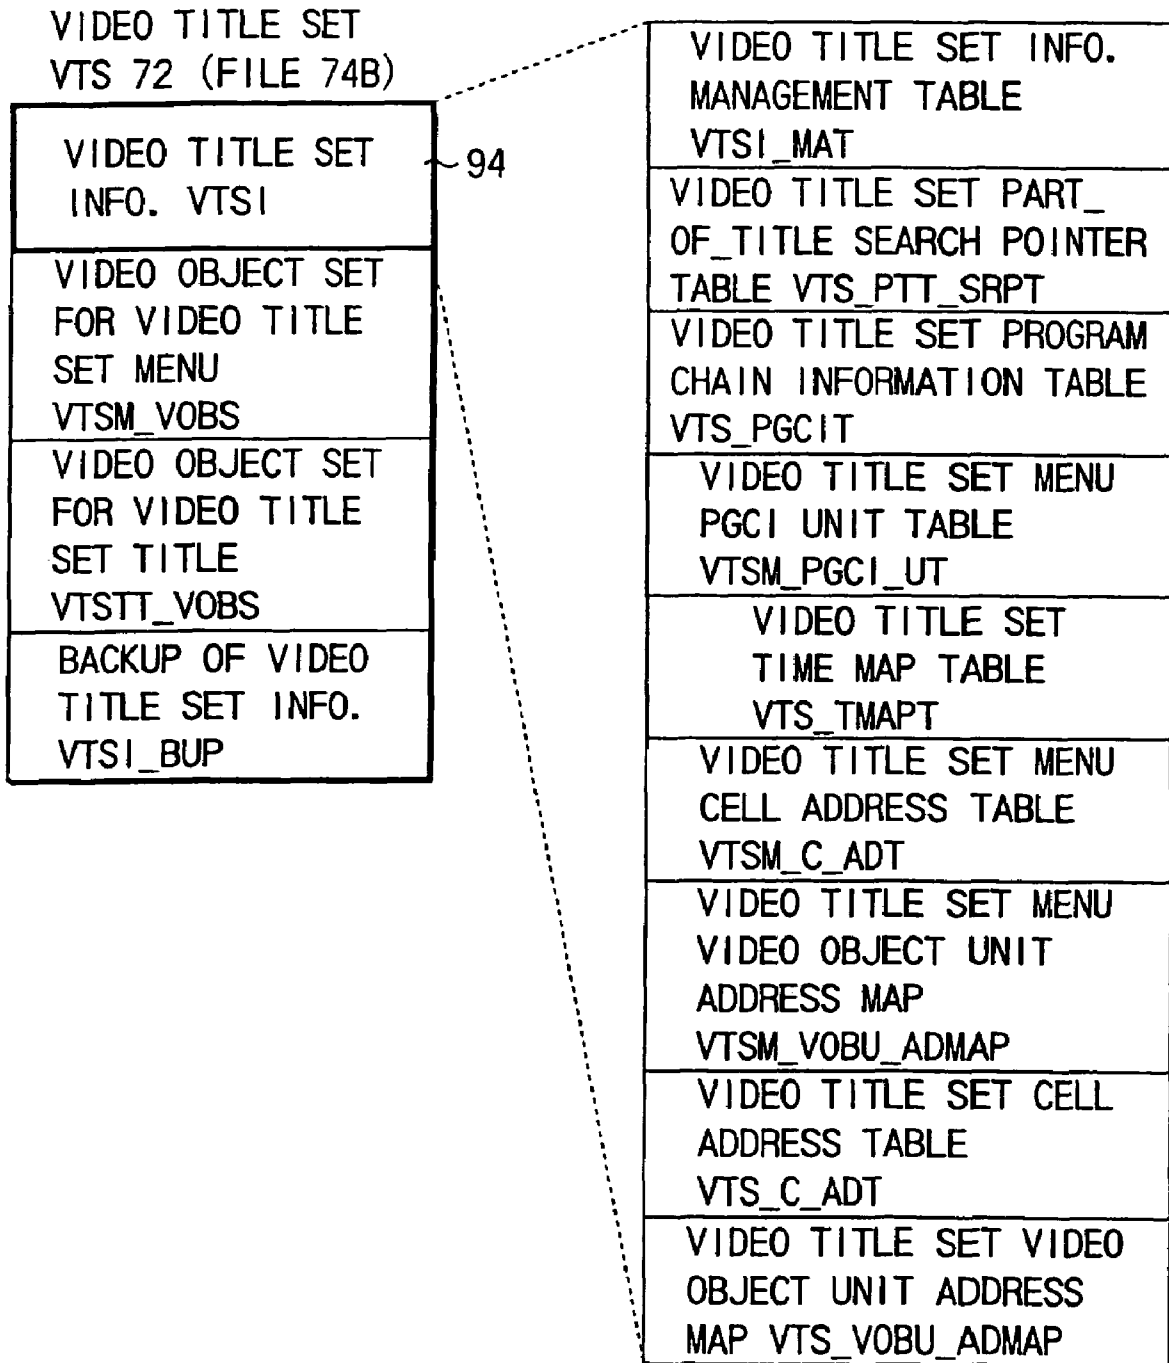 VIDEO TITLE SET
VTS 72 (FILE 74B)
VIDEO TITLE SET
INFO. VTSI
94
VIDEO OBJECT SET
FOR VIDEO TITLE
SET MENU
VTSM_VOBS
VIDEO OBJECT SET
FOR VIDEO TITLE
SET TITLE
VTSTT_VOBS
BACKUP OF VIDEO
TITLE SET INFO.
VTSI_BUP
VIDEO TITLE SET INFO.
MANAGEMENT TABLE
VTSI_MAT
VIDEO TITLE SET PART_
OF_TITLE SEARCH POINTER
TABLE VTS_PTT_SRPT
VIDEO TITLE SET PROGRAM
CHAIN INFORMATION TABLE
VTS_PGCIT
VIDEO TITLE SET MENU
PGCI UNIT TABLE
VTSM_PGCI_UT
VIDEO TITLE SET
TIME MAP TABLE
VTS_TMAPT
VIDEO TITLE SET MENU
CELL ADDRESS TABLE
VTSM_C_ADT
VIDEO TITLE SET MENU
VIDEO OBJECT UNIT
ADDRESS MAP
VTSM_VOBU_ADMAP
VIDEO TITLE SET CELL
ADDRESS TABLE
VTS_C_ADT
VIDEO TITLE SET VIDEO
OBJECT UNIT ADDRESS
MAP VTS_VOBU_ADMAP